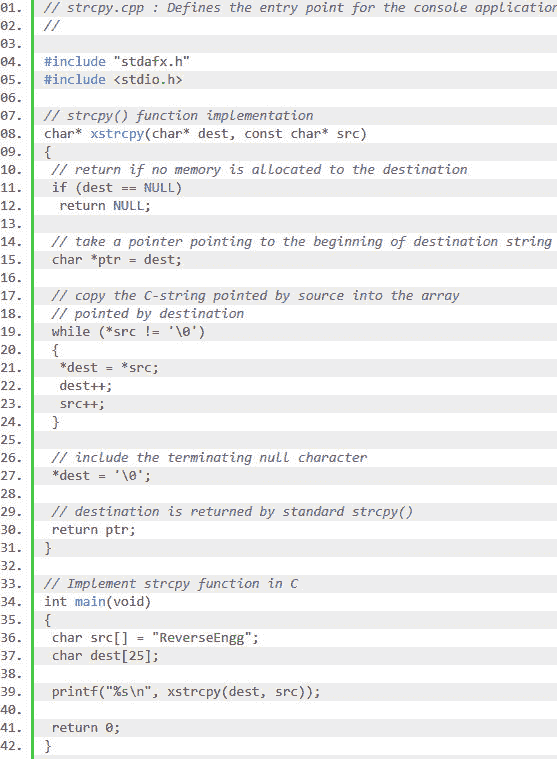 01. // strcpy.cpp : Defines the entry point for the console application
02. //
03.
04. #include "stdafx.h"
05. #include <stdio.h>
06.
07. // strcpy() function implementation
08. char* xstrcpy(char* dest, const char* src)
09. {
10. // return if no memory is allocated to the destination
11. if (dest == NULL)
12. return NULL;
13.
14. // take a pointer pointing to the beginning of destination string
15. char *ptr = dest;
16.
17. // copy the C-string pointed by source into the array
18. // pointed by destination
19. while (*src != '\0')
20. {
21. *dest = *src;
22. dest++;
23. src++;
24. }
25.
26. // include the terminating null character
27. *dest = '\0';
28.
29. // destination is returned by standard strcpy()
30. return ptr;
31. }
32.
33. // Implement strcpy function in C
34. int main(void)
35. {
36. char src[] = "ReverseEngg";
37. char dest[25];
38.
39. printf("%s\n", xstrcpy(dest, src));
40.
41. return 0;
42. }